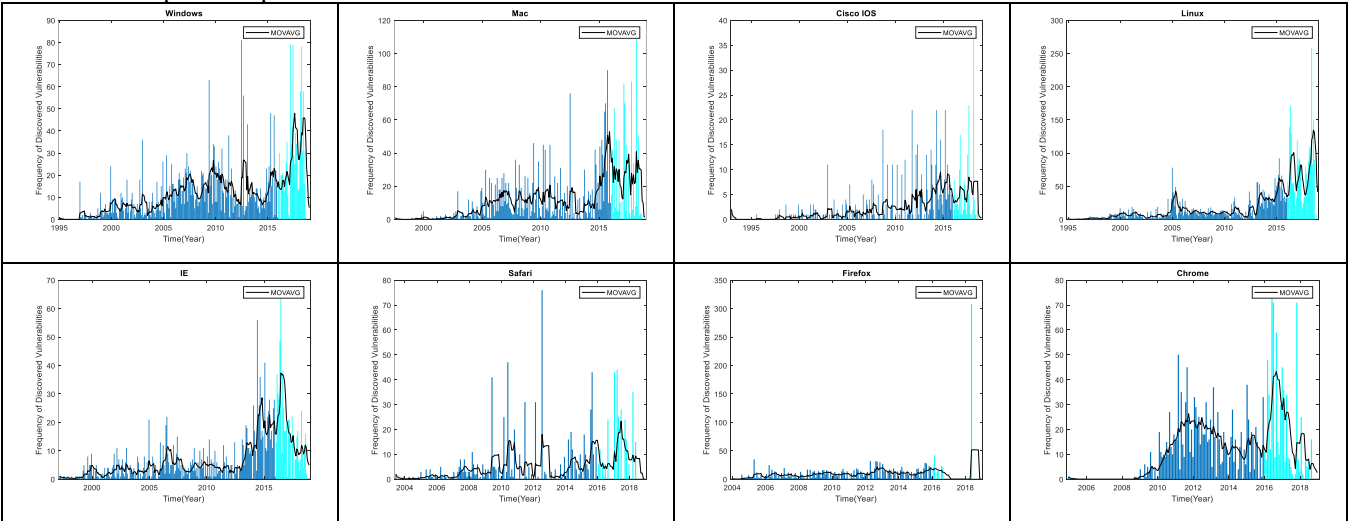 Windows
MOVAVG
Frequency of Discovered Vulnerabilities
90
80
70
60
50
40
30
20
10
0
1995 2000 2005 2010 2015
Time(Year)
Mac
MOVAVG
Frequency of Discovered Vulnerabilities
120
100
80
60
40
20
0
2000 2005 2010 2015
Time(Year)
Cisco IOS
MOVAVG
Frequency of Discovered Vulnerabilities
40
35
30
25
20
15
10
5
0
1995 2000 2005 2010 2015
Time(Year)
Linux
MOVAVG
Frequency of Discovered Vulnerabilities
300
250
200
150
100
50
0
1995 2000 2005 2010 2015
Time(Year)
IE
MOVAVG
Frequency of Discovered Vulnerabilities
70
60
50
40
30
20
10
0
2000 2005 2010 2015
Time(Year)
Safari
MOVAVG
Frequency of Discovered Vulnerabilities
80
70
60
50
40
30
20
10
0
2004 2006 2008 2010 2012 2014 2016 2018
Time(Year)
Firefox
MOVAVG
Frequency of Discovered Vulnerabilities
350
300
250
200
150
100
50
0
2004 2006 2008 2010 2012 2014 2016 2018
Time(Year)
Chrome
MOVAVG
Frequency of Discovered Vulnerabilities
80
70
60
50
40
30
20
10
0
2006 2008 2010 2012 2014 2016 2018
Time(Year)